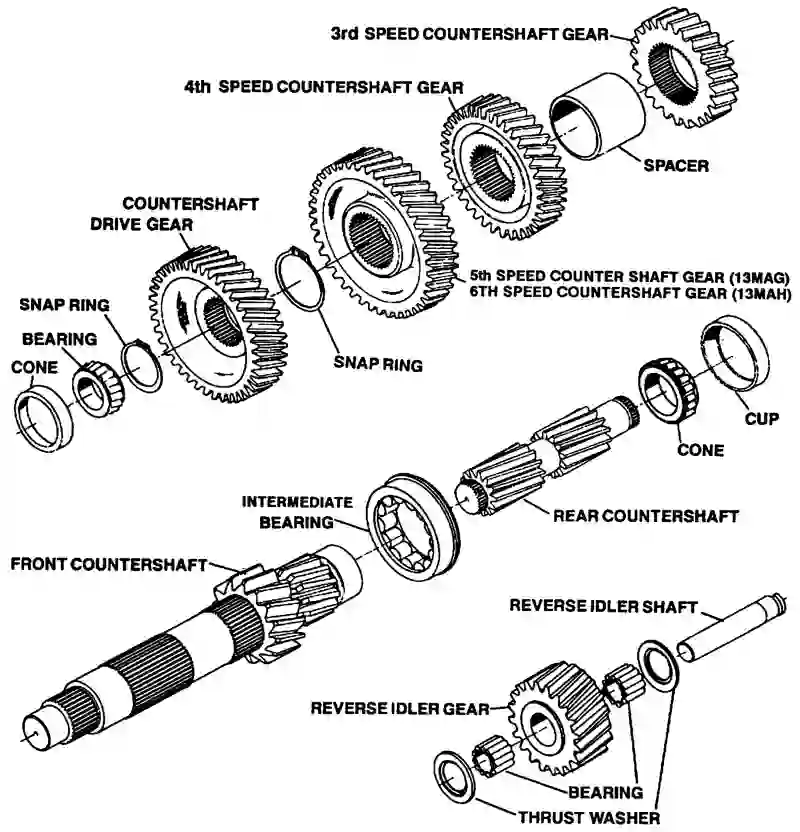 3rd SPEED COUNTERSHAFT GEAR
4th SPEED COUNTERSHAFT GEAR
SPACER
COUNTERSHAFT
DRIVE GEAR
5th SPEED COUNTER SHAFT GEAR (13MAG)
6TH SPEED COUNTERSHAFT GEAR (13MAH)
SNAP RING
BEARING
CONE
SNAP RING
CUP
CONE
INTERMEDIATE
BEARING
REAR COUNTERSHAFT
FRONT COUNTERSHAFT
REVERSE IDLER SHAFT
REVERSE IDLER GEAR
BEARING
THRUST WASHER